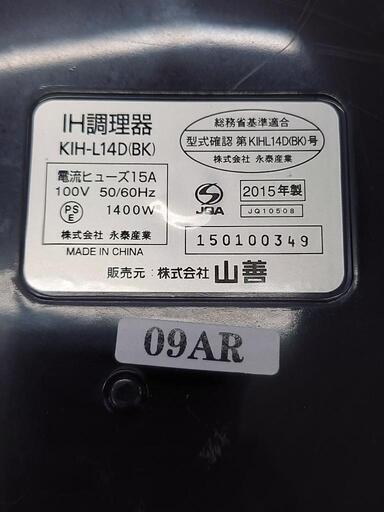 IH調理器
KIH-L14D(BK)
総務省基準適合
型式確認 第KIHL14D(BK)号
株式会社 永泰産業
電流ヒューズ15A
100V 50/60Hz
1400W
PSE
株式会社 永泰産業
MADE IN CHINA
JQA
2015年製
JQ10508
150100349
販売元: 株式会社 山善
09AR